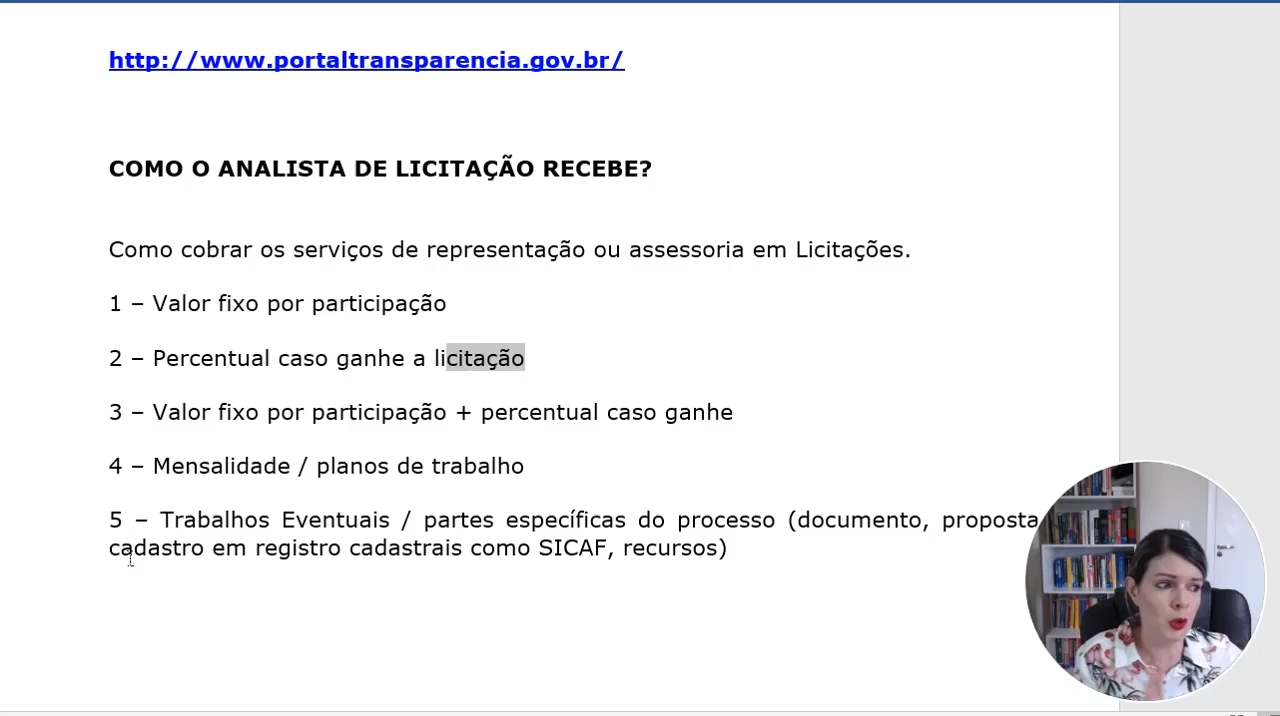 http://www.portaltransparencia.gov.br/
COMO O ANALISTA DE LICITAÇÃO RECEBE?
Como cobrar os serviços de representação ou assessoria em Licitações.
1 – Valor fixo por participação
2 – Percentual caso ganhe a licitação
3 – Valor fixo por participação + percentual caso ganhe
4 – Mensalidade / planos de trabalho
5 – Trabalhos Eventuais / partes específicas do processo (documento, proposta
cadastro em registro cadastrais como SICAF, recursos)